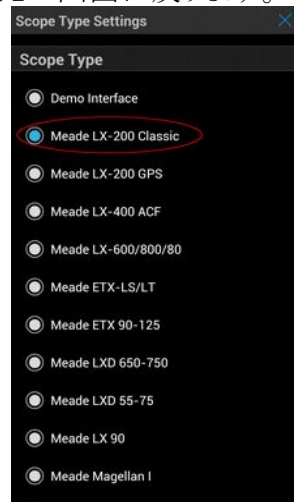 Scope Type Settings
Scope Type
Demo Interface
Meade LX-200 Classic
Meade LX-200 GPS
Meade LX-400 ACF
Meade LX-600/800/80
Meade ETX-LS/LT
Meade ETX 90-125
Meade LXD 650-750
Meade LXD 55-75
Meade LX 90
Meade Magellan I